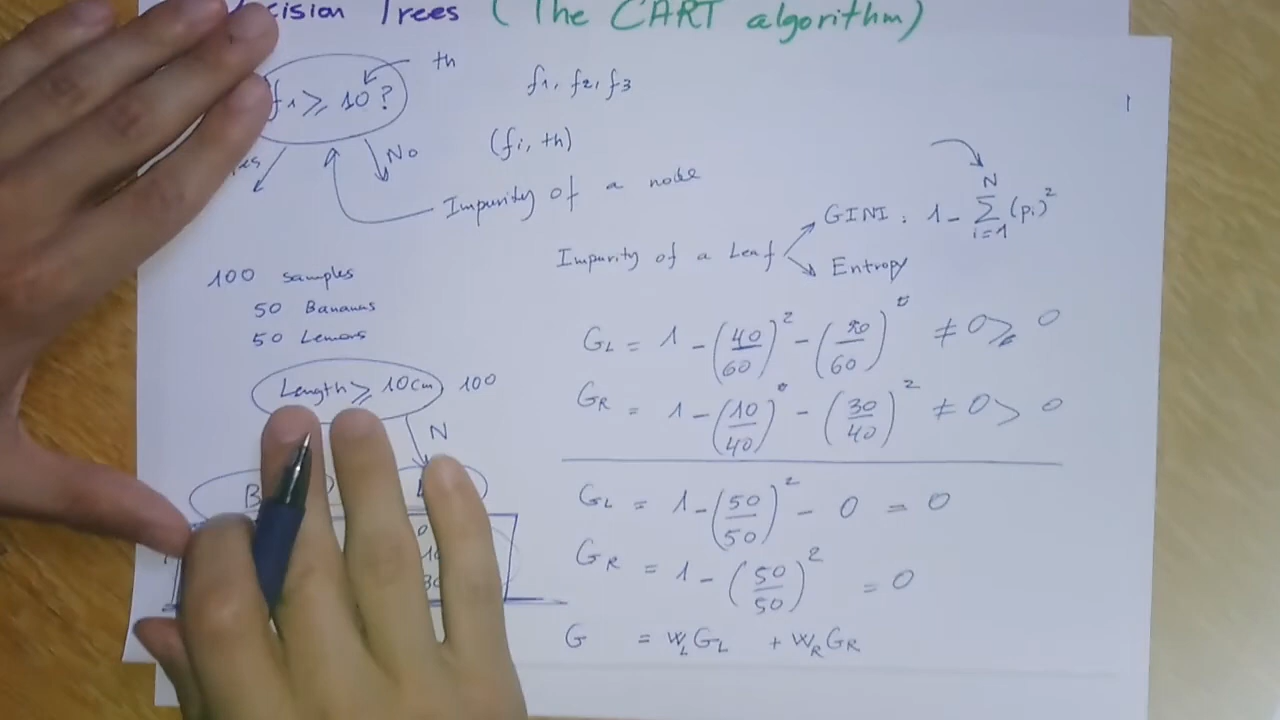 cision Trees ( The CART algorithm)
th
f1 ≥ 10 ?
f1, f2, f3
(fi, th)
es
No
Impurity of a node
Impurity of a Leaf
GINI : 1 - N Σ i=1 (pi)²
Entropy
100 samples
50 Bananas
50 Lemons
Length ≥ 10cm 100
N
B
GL = 1 - (40/60)² - (20/60)² ≠ 0 ≥ 0
GR = 1 - (10/40)² - (30/40)² ≠ 0 > 0
GL = 1 - (50/50)² - 0 = 0
GR = 1 - (50/50)² = 0
G = wL GL + wR GR